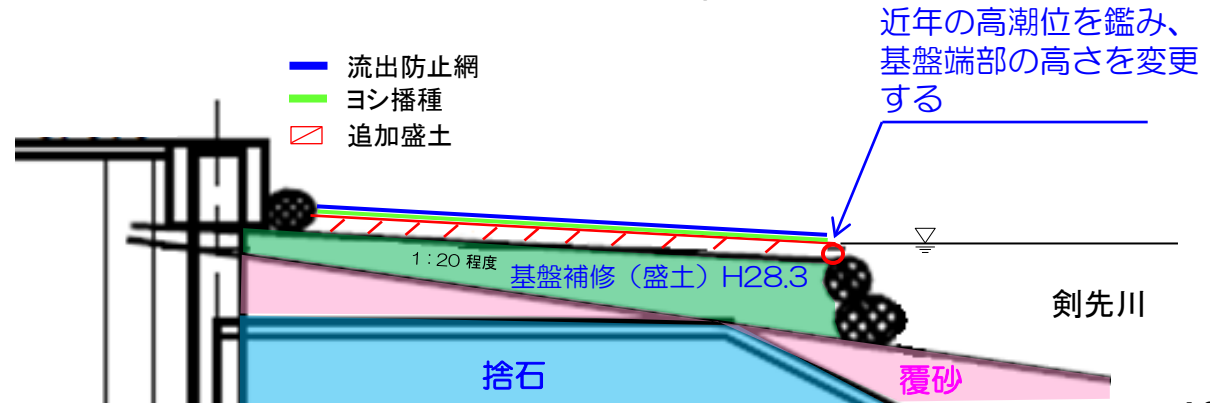 近年の高潮位を鑑み、
基盤端部の高さを変更
する
流出防止網
ヨシ播種
追加盛土
1：20 程度
基盤補修（盛土）H28.3
剣先川
捨石
覆砂